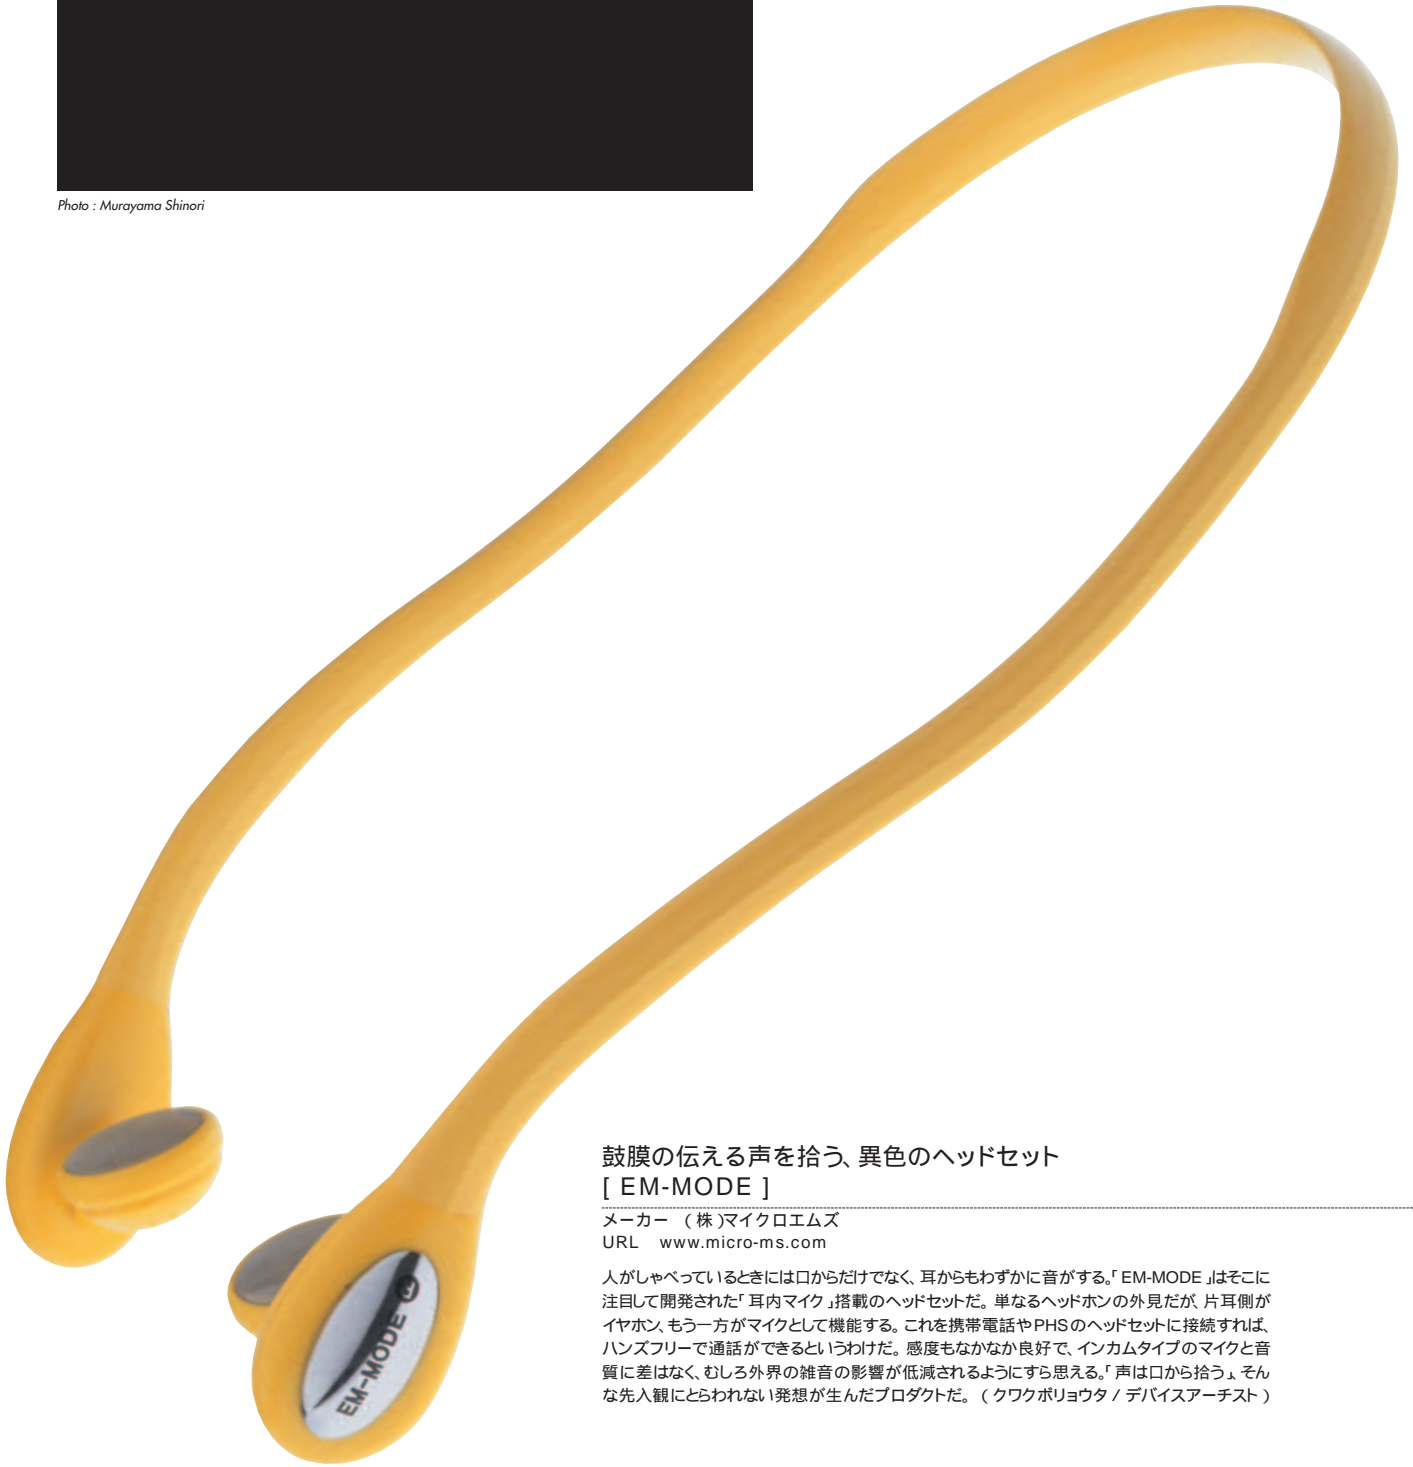 Photo : Murayama Shinori
鼓膜の伝える声を拾う、異色のヘッドセット
[ EM-MODE ]
メーカー （株）マイクロエムズ
URL www.micro-ms.com
人がしゃべっているときには口からだけでなく、耳からもわずかに音がする。「EM-MODE」はそこに
注目して開発された「耳内マイク」搭載のヘッドセットだ。単なるヘッドホンの外見だが、片耳側が
イヤホン、もう一方がマイクとして機能する。これを携帯電話やPHSのヘッドセットに接続すれば、
ハンズフリーで通話ができるというわけだ。感度もなかなか良好で、インカムタイプのマイクと音
質に差はなく、むしろ外界の雑音の影響が低減されるようにすら思える。「声は口から拾う」、そん
な先入観にとらわれない発想が生んだプロダクトだ。（クワクボリョウタ / デバイスアーチスト）
EM-MODE